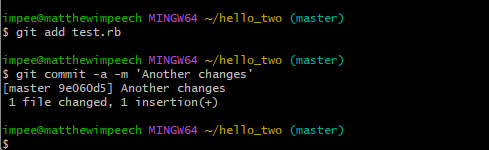 impee@matthewimpeech MINGW64 ~/hello_two (master)
$ git add test.rb
impee@matthewimpeech MINGW64 ~/hello_two (master)
$ git commit -a -m 'Another changes'
[master 9e060d5] Another changes
 1 file changed, 1 insertion(+)
impee@matthewimpeech MINGW64 ~/hello_two (master)
$